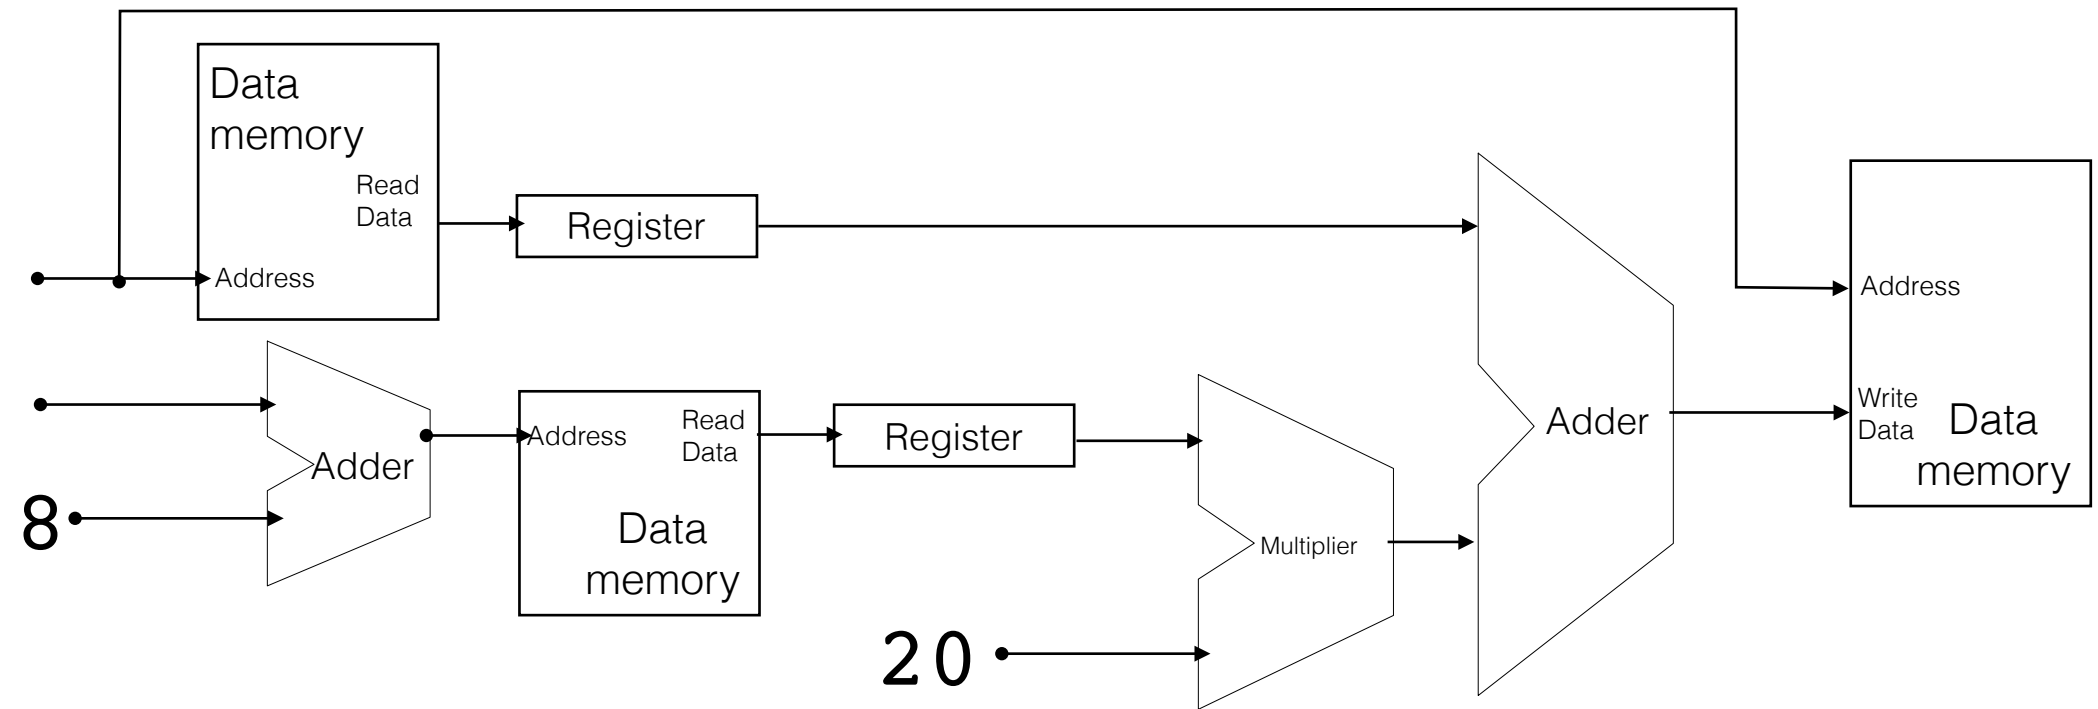 Data
memory
Read
Data
Register
Address
Address
Adder
8
Address
Read
Data
Data
memory
Register
Multiplier
20
Adder
Write
Data
Data
memory